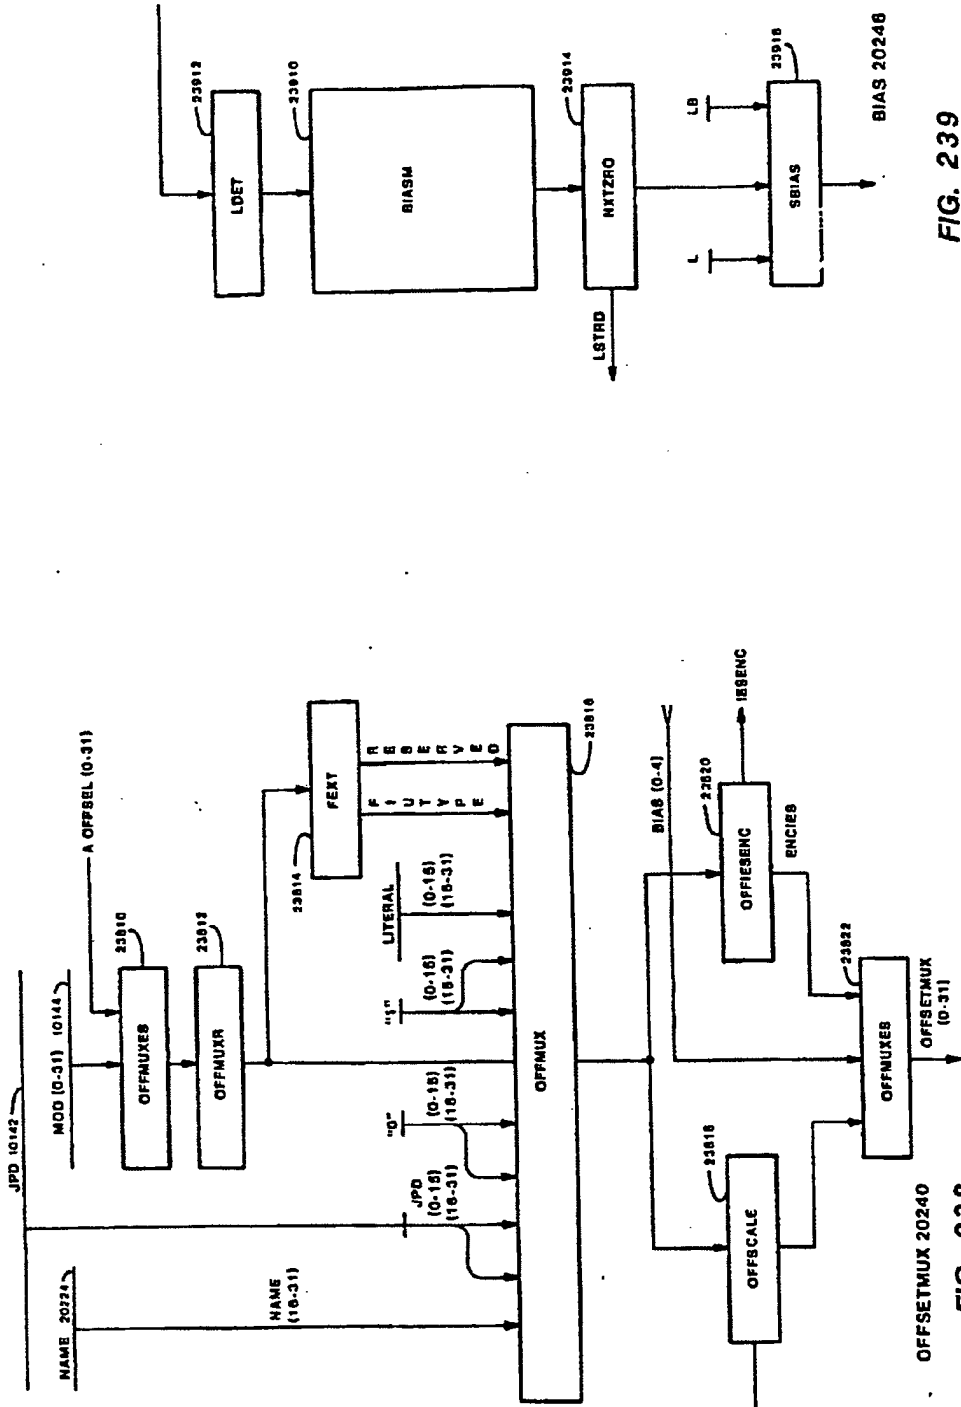 JPD 10142
MOD (0-31) 10144
A OFFSEL (0-31)
NAME 20224
OFFMUXES
23810
OFFMUXR
23812
FEXT
23814
FIUTYPE
RESERVED
NAME
(16-31)
JPD
(0-15)
(16-31)
"0"
(0-15)
(16-31)
"1"
(0-15)
(16-31)
LITERAL
(0-15)
(16-31)
OFFMUX
23816
BIAS (0-4)
OFFSCALE
23818
OFFIESENC
23820
IESENC
ENCIES
OFFMUXES
23822
OFFSETMUX
(0-31)
OFFSETMUX 20240
FIG.
LDET
23912
BIASM
23910
NXTZRO
23914
LSTRD
L
LB
SBIAS
23916
BIAS 20246
FIG. 239